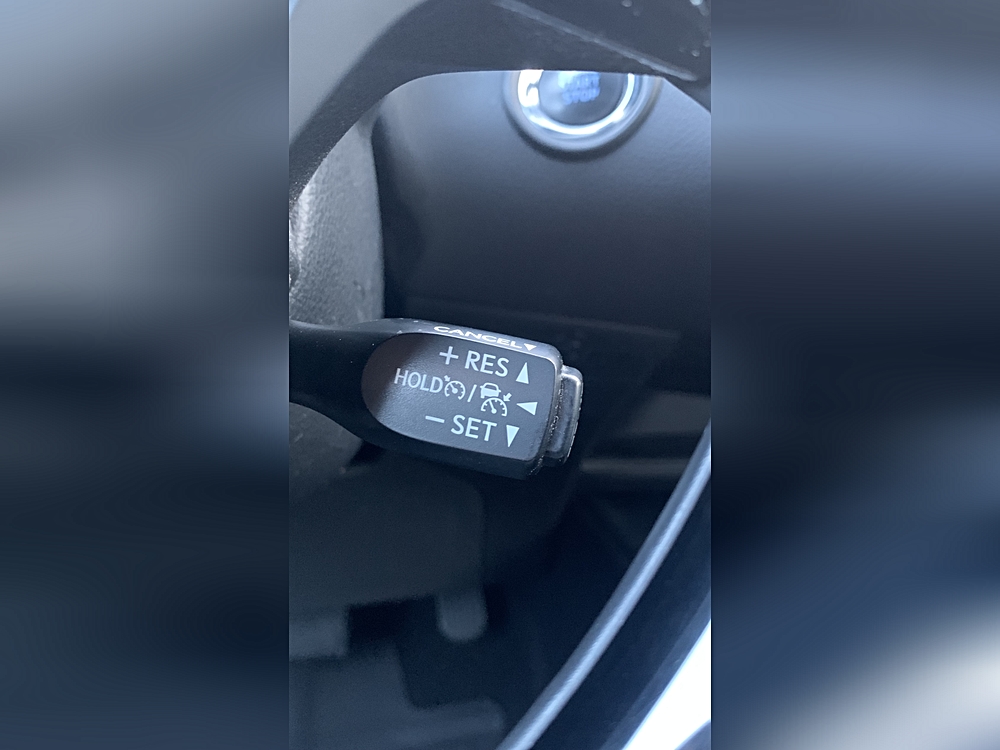 CANCEL▼
+ RES ▲
HOLD / ◀
− SET ▼